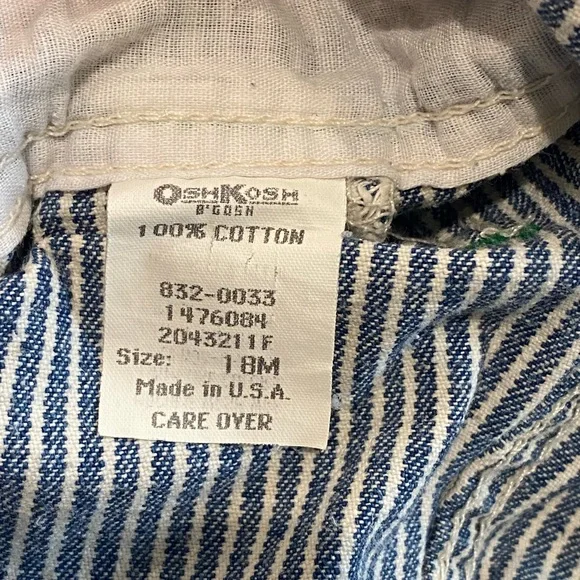 OSHKOSH
B'GOSH
100% COTTON
832-0033
1476084
2043211F
Size: 18M
Made in U.S.A.
CARE OVER